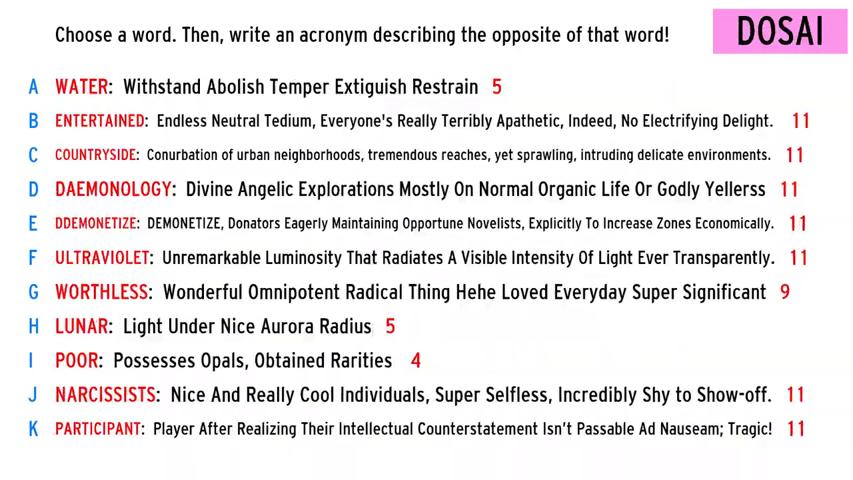 Choose a word. Then, write an acronym describing the opposite of that word!
DOSAI
A WATER: Withstand Abolish Temper Extiguish Restrain 5
B ENTERTAINED: Endless Neutral Tedium, Everyone's Really Terribly Apathetic, Indeed, No Electrifying Delight. 11
C COUNTRYSIDE: Conurbation of urban neighborhoods, tremendous reaches, yet sprawling, intruding delicate environments. 11
D DAEMONOLOGY: Divine Angelic Explorations Mostly On Normal Organic Life Or Godly Yellerss 11
E DDEMONETIZE: DEMONETIZE, Donators Eagerly Maintaining Opportune Novelists, Explicitly To Increase Zones Economically. 11
F ULTRAVIOLET: Unremarkable Luminosity That Radiates A Visible Intensity Of Light Ever Transparently. 11
G WORTHLESS: Wonderful Omnipotent Radical Thing Hehe Loved Everyday Super Significant 9
H LUNAR: Light Under Nice Aurora Radius 5
I POOR: Possesses Opals, Obtained Rarities 4
J NARCISSISTS: Nice And Really Cool Individuals, Super Selfless, Incredibly Shy to Show-off. 11
K PARTICIPANT: Player After Realizing Their Intellectual Counterstatement Isn't Passable Ad Nauseam; Tragic! 11